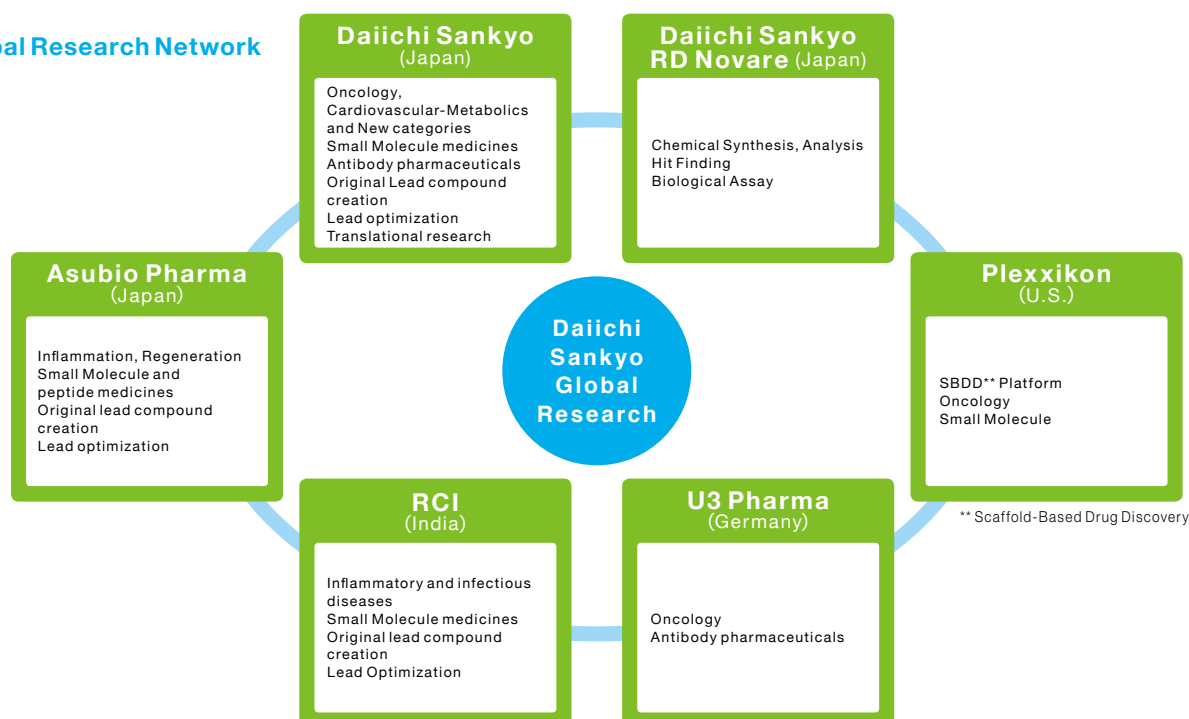 Research Network
Daiichi Sankyo
(Japan)
Oncology,
Cardiovascular-Metabolics
and New categories
Small Molecule medicines
Antibody pharmaceuticals
Original Lead compound
creation
Lead optimization
Translational research
Daiichi Sankyo
RD Novare (Japan)
Chemical Synthesis, Analysis
Hit Finding
Biological Assay
Asubio Pharma
(Japan)
Inflammation, Regeneration
Small Molecule and
peptide medicines
Original lead compound
creation
Lead optimization
Daiichi
Sankyo
Global
Research
Plexxikon
(U.S.)
SBDD** Platform
Oncology
Small Molecule
** Scaffold-Based Drug Discovery
RCI
(India)
Inflammatory and infectious
diseases
Small Molecule medicines
Original lead compound
creation
Lead Optimization
U3 Pharma
(Germany)
Oncology
Antibody pharmaceuticals